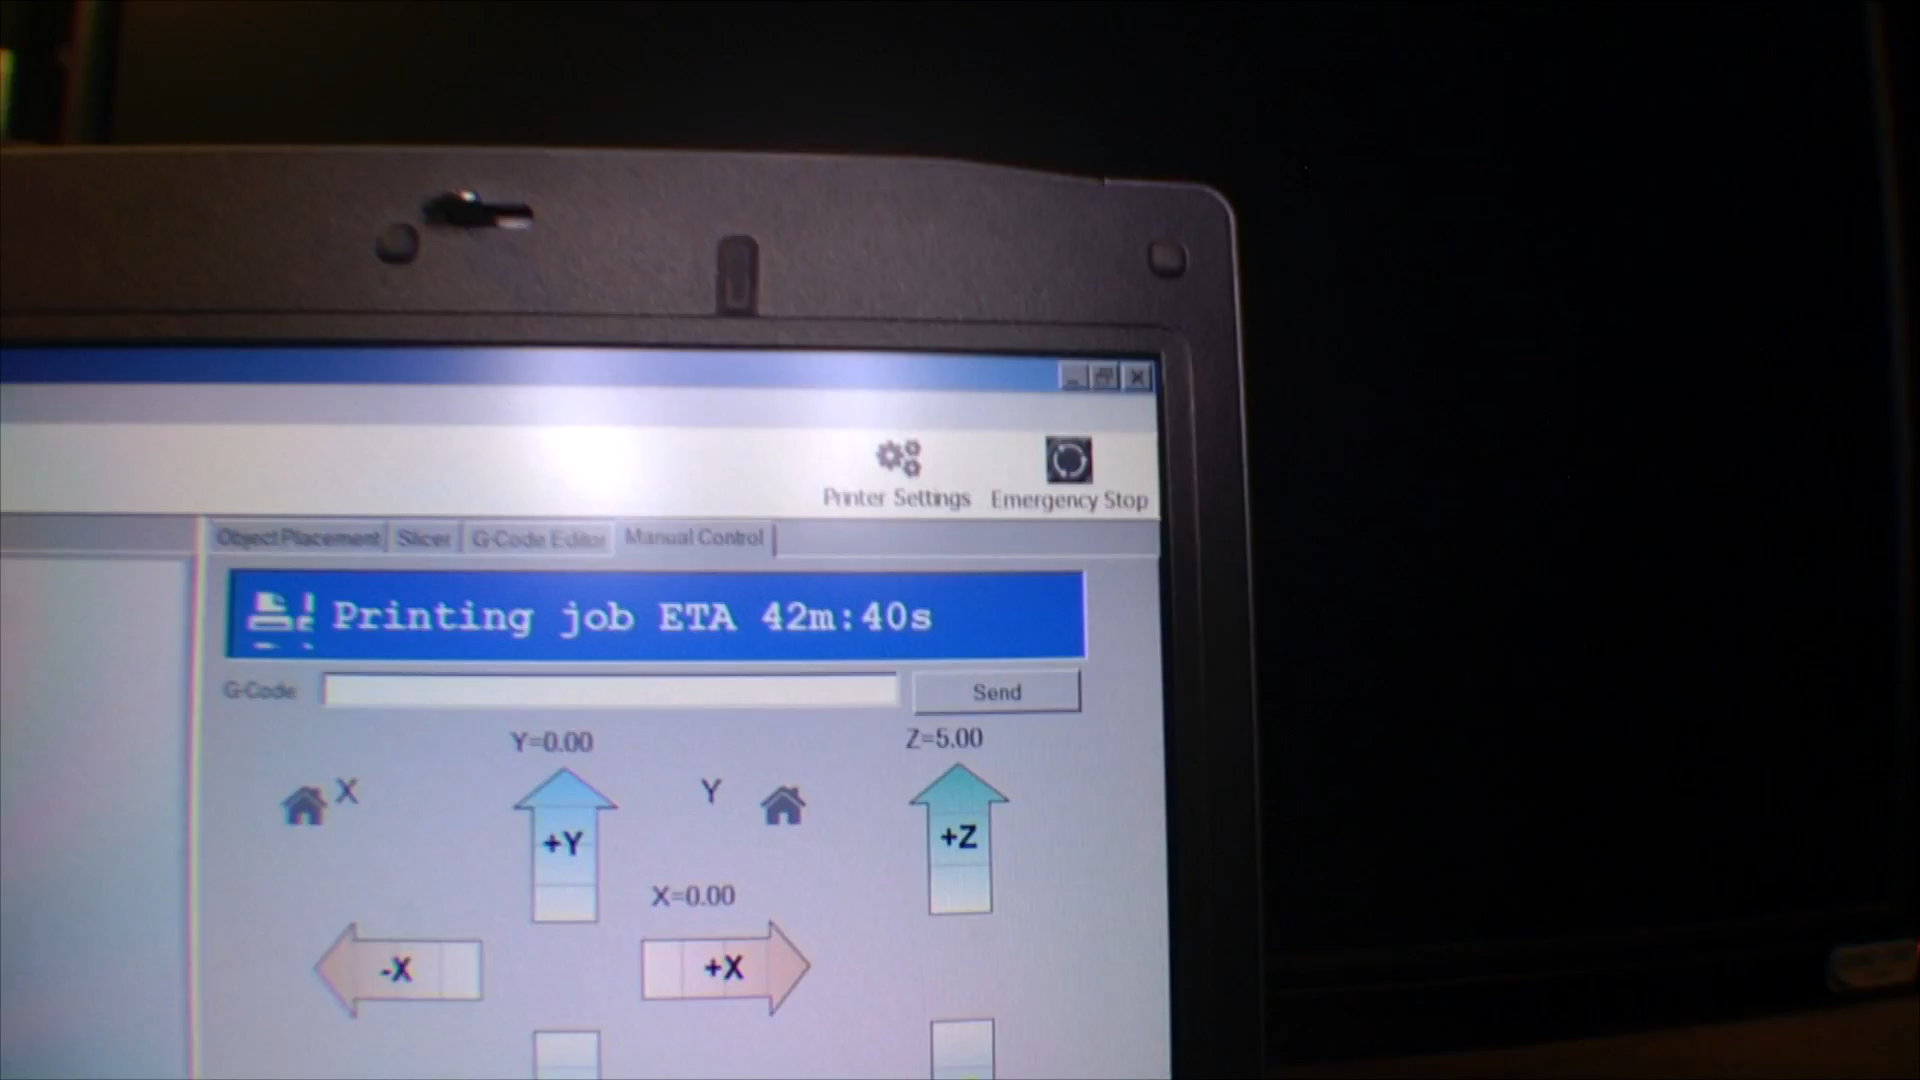 Printer Settings Emergency Stop
Object Placement Slicer G-Code Editor Manual Control
Printing job ETA 42m:40s
G-Code Send
Y=0.00 Z=5.00
X Y
+Y +Z
X=0.00
-X +X